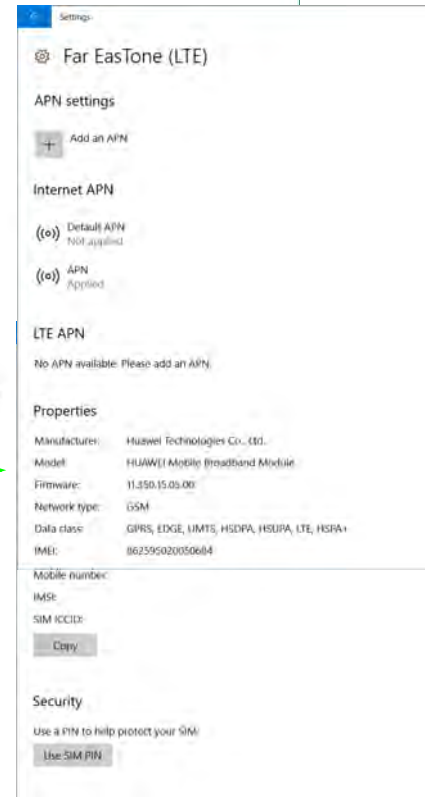 Settings
Far EasTone (LTE)
APN settings
+ Add an APN
Internet APN
Default APN
Not applied
APN
Applied
LTE APN
No APN available. Please add an APN.
Properties
Manufacturer: Huawei Technologies Co., Ltd.
Model: HUAWEI Mobile Broadband Module
Firmware: 11.350.15.05.00
Network type: GSM
Data class: GPRS, EDGE, UMTS, HSDPA, HSUPA, LTE, HSPA+
IMEI: 862595020050684
Mobile number:
IMSI:
SIM ICCID:
Copy
Security
Use a PIN to help protect your SIM.
Use SIM PIN